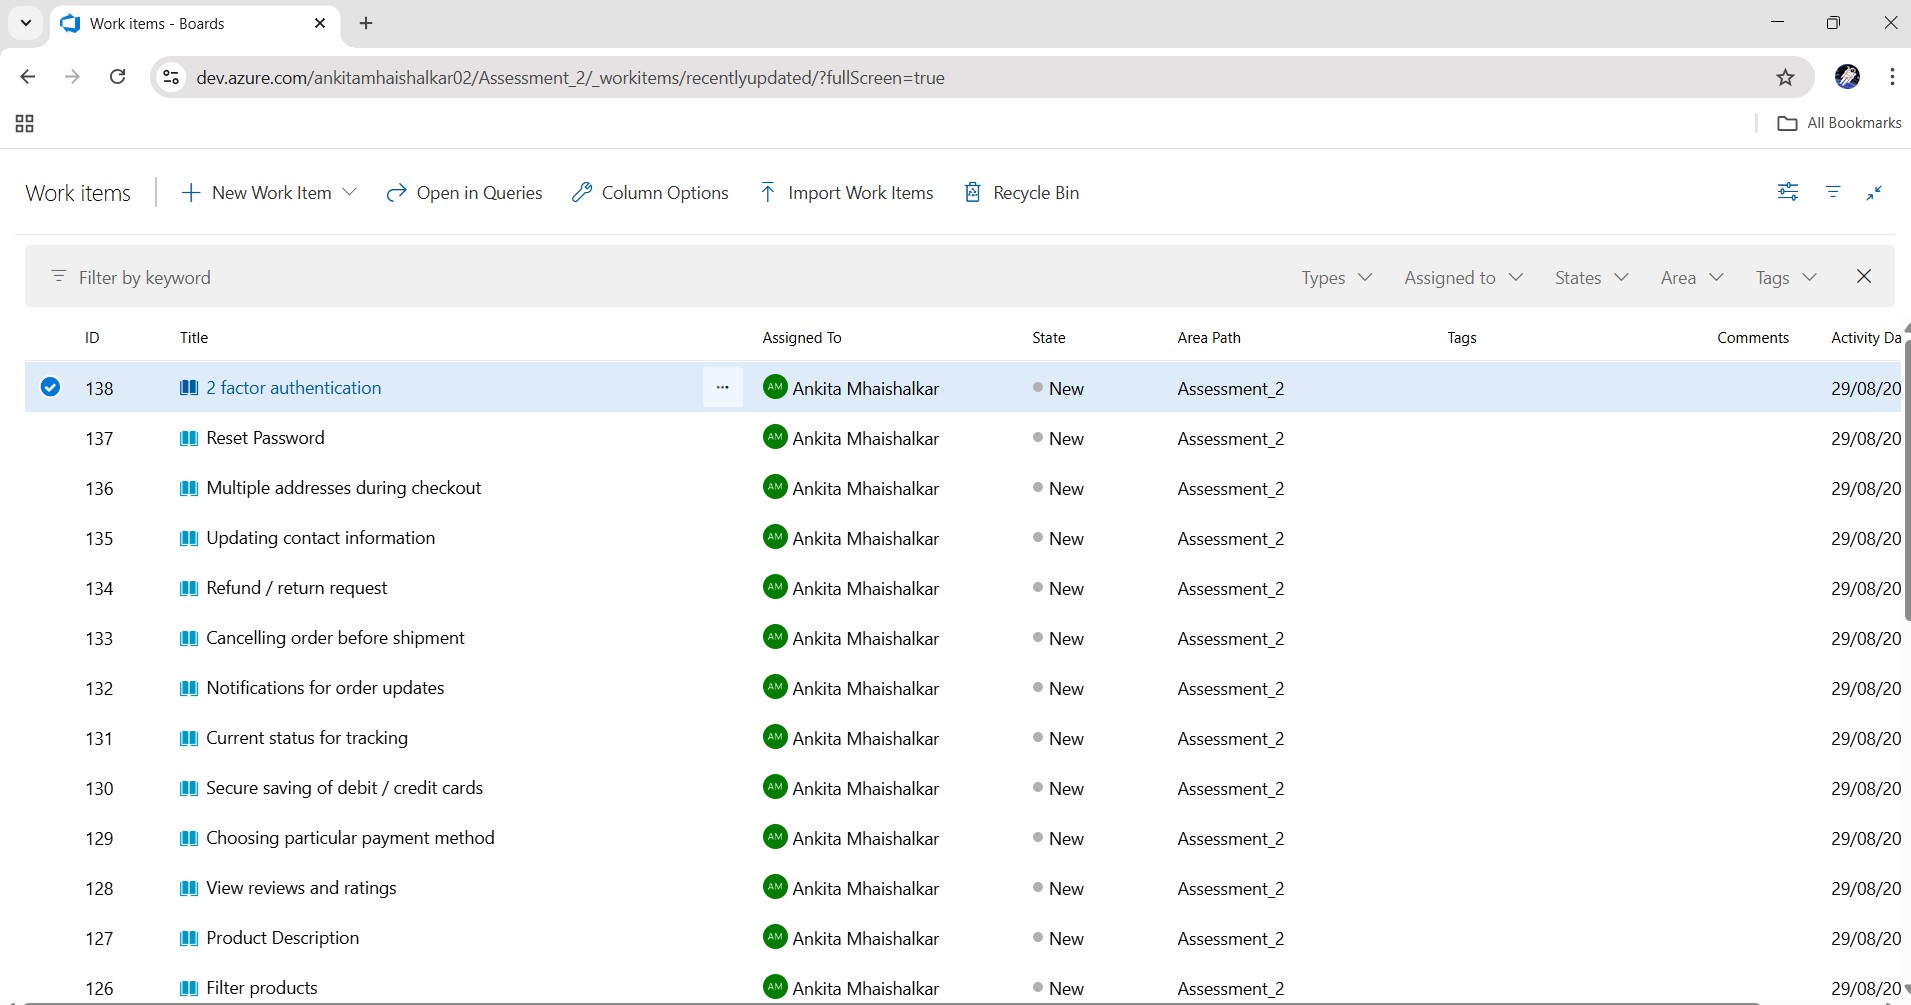 Work items - Boards
dev.azure.com/ankitamhaishalkar02/Assessment_2/_workitems/recentlyupdated/?fullScreen=true
All Bookmarks
Work items New Work Item Open in Queries Column Options Import Work Items Recycle Bin
Filter by keyword Types Assigned to States Area Tags
ID Title Assigned To State Area Path Tags Comments Activity Da
138 2 factor authentication ... AM Ankita Mhaishalkar New Assessment_2 29/08/20
137 Reset Password AM Ankita Mhaishalkar New Assessment_2 29/08/20
136 Multiple addresses during checkout AM Ankita Mhaishalkar New Assessment_2 29/08/20
135 Updating contact information AM Ankita Mhaishalkar New Assessment_2 29/08/20
134 Refund / return request AM Ankita Mhaishalkar New Assessment_2 29/08/20
133 Cancelling order before shipment AM Ankita Mhaishalkar New Assessment_2 29/08/20
132 Notifications for order updates AM Ankita Mhaishalkar New Assessment_2 29/08/20
131 Current status for tracking AM Ankita Mhaishalkar New Assessment_2 29/08/20
130 Secure saving of debit / credit cards AM Ankita Mhaishalkar New Assessment_2 29/08/20
129 Choosing particular payment method AM Ankita Mhaishalkar New Assessment_2 29/08/20
128 View reviews and ratings AM Ankita Mhaishalkar New Assessment_2 29/08/20
127 Product Description AM Ankita Mhaishalkar New Assessment_2 29/08/20
126 Filter products AM Ankita Mhaishalkar New Assessment_2 29/08/20